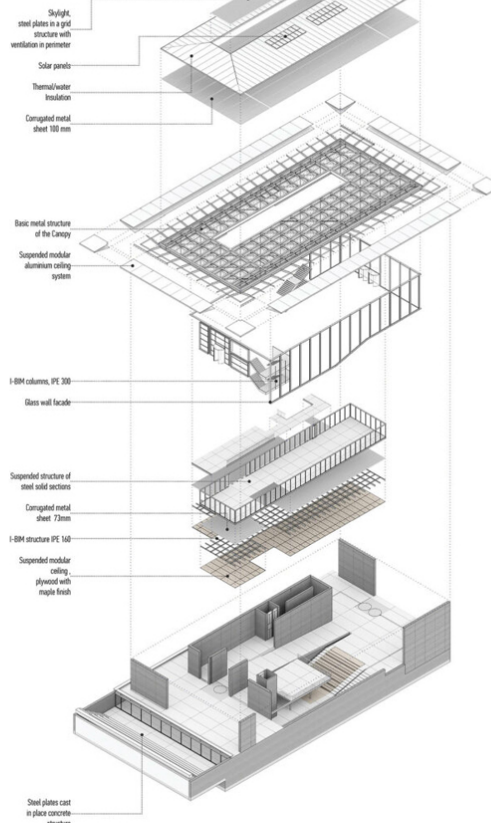 Skylight,
steel plates in a grid
structure with
ventilation in perimeter
Solar panels
Thermal/water
Insulation
Corrugated metal
sheet 100 mm
Basic metal structure
of the Canopy
Suspended modular
aluminium ceiling
system
I-BIM columns, IPE 300
Glass wall facade
Suspended structure of
steel solid sections
Corrugated metal
sheet 73mm
I-BIM structure IPE 160
Suspended modular
ceiling ,
plywood with
maple finish
Steel plates cast
in place concrete
structure